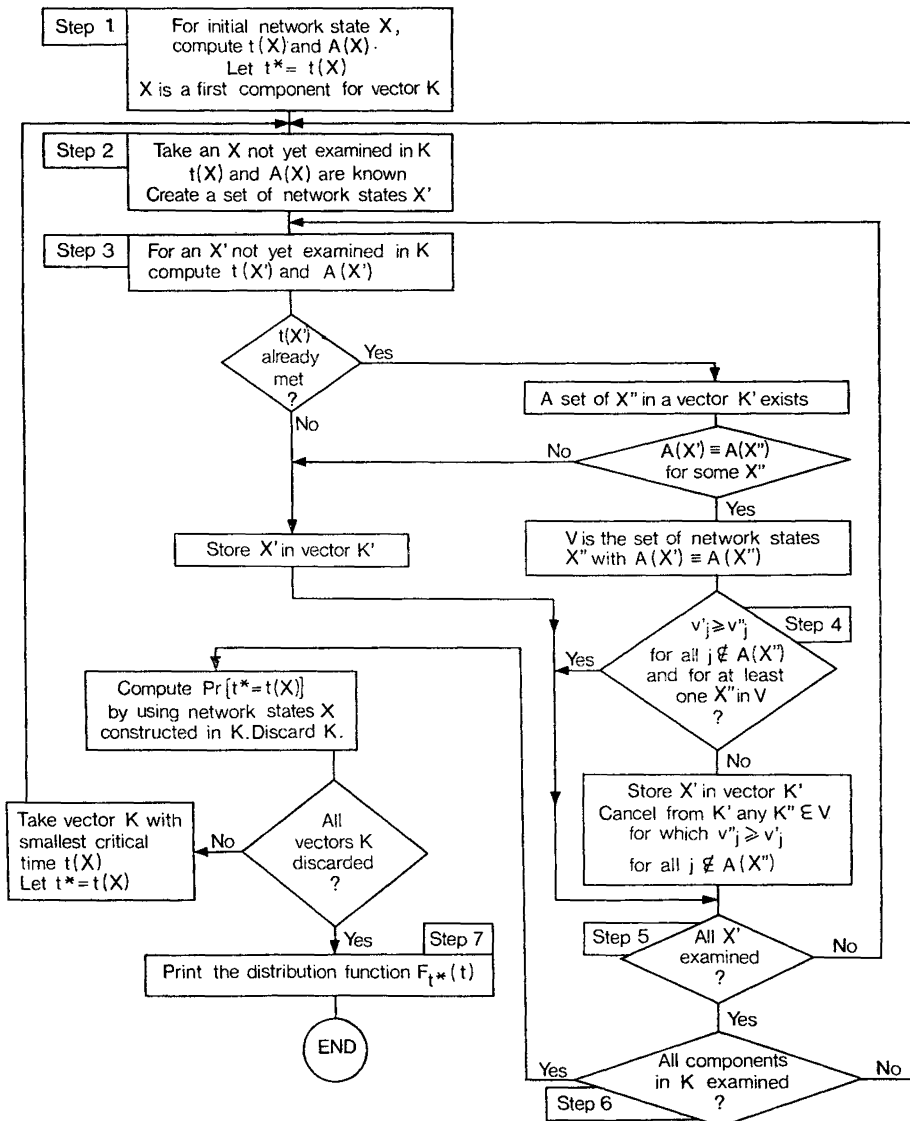 Step 1
For initial network state X,
compute t(X) and A(X).
Let t*= t(X)
X is a first component for vector K
Step 2
Take an X not yet examined in K
t(X) and A(X) are known
Create a set of network states X'
Step 3
For an X' not yet examined in K
compute t(X') and A(X')
t(X')
already
met
?
Yes
No
A set of X" in a vector K' exists
A(X') ≡ A(X")
for some X"
No
Yes
Store X' in vector K'
V is the set of network states
X" with A(X') ≡ A(X")
Step 4
v'j ⩾ v"j
for all j ∉ A(X")
and for at least
one X" in V
?
Yes
No
Compute Pr[t*= t(X)]
by using network states X
constructed in K. Discard K.
Store X' in vector K'
Cancel from K' any K" ∈ V
for which v"j ⩾ v'j
for all j ∉ A(X")
Take vector K with
smallest critical
time t(X)
Let t*= t(X)
No
All
vectors K
discarded
?
Yes
Step 7
Print the distribution function Ft*(t)
END
Step 5
All X'
examined
?
No
Yes
All components
in K examined
?
Yes
No
Step 6